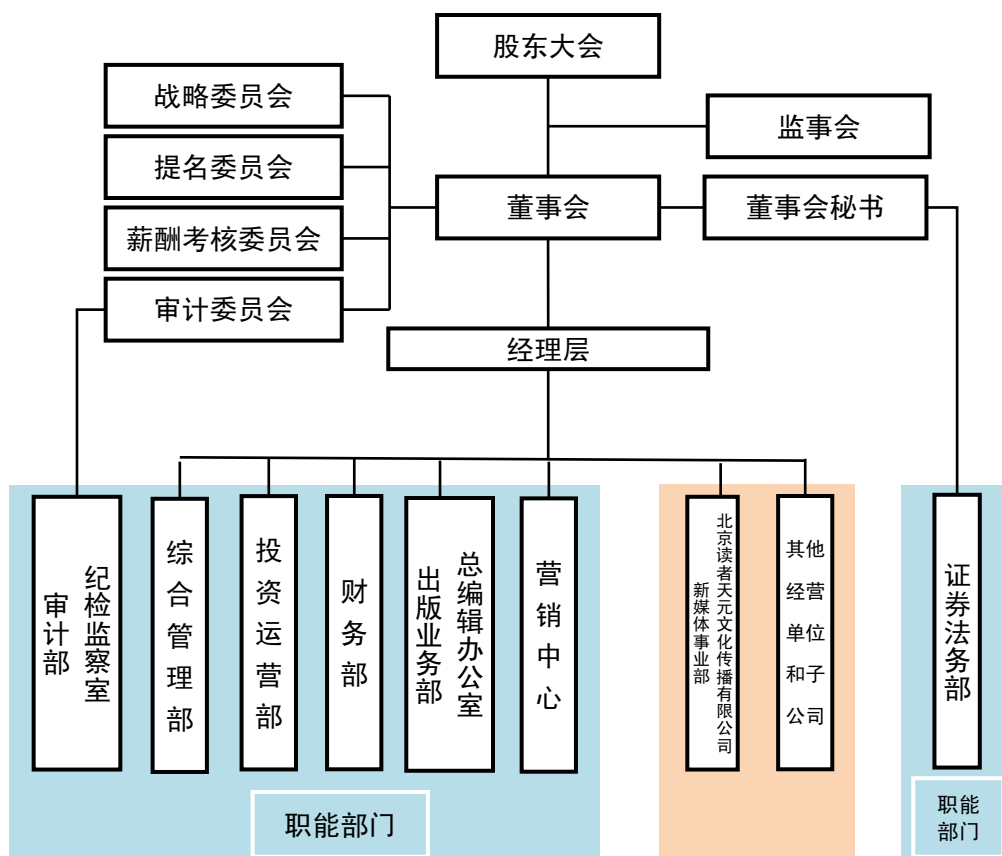 股东大会
战略委员会
监事会
提名委员会
董事会
董事会秘书
薪酬考核委员会
审计委员会
经理层
纪检监察室
审计部
综合管理部
投资运营部
财务部
总编辑办公室
出版业务部
营销中心
北京读者天元文化传播有限公司
新媒体事业部
其他
经营
单位
和子
公司
证券法务部
职能部门
职能
部门